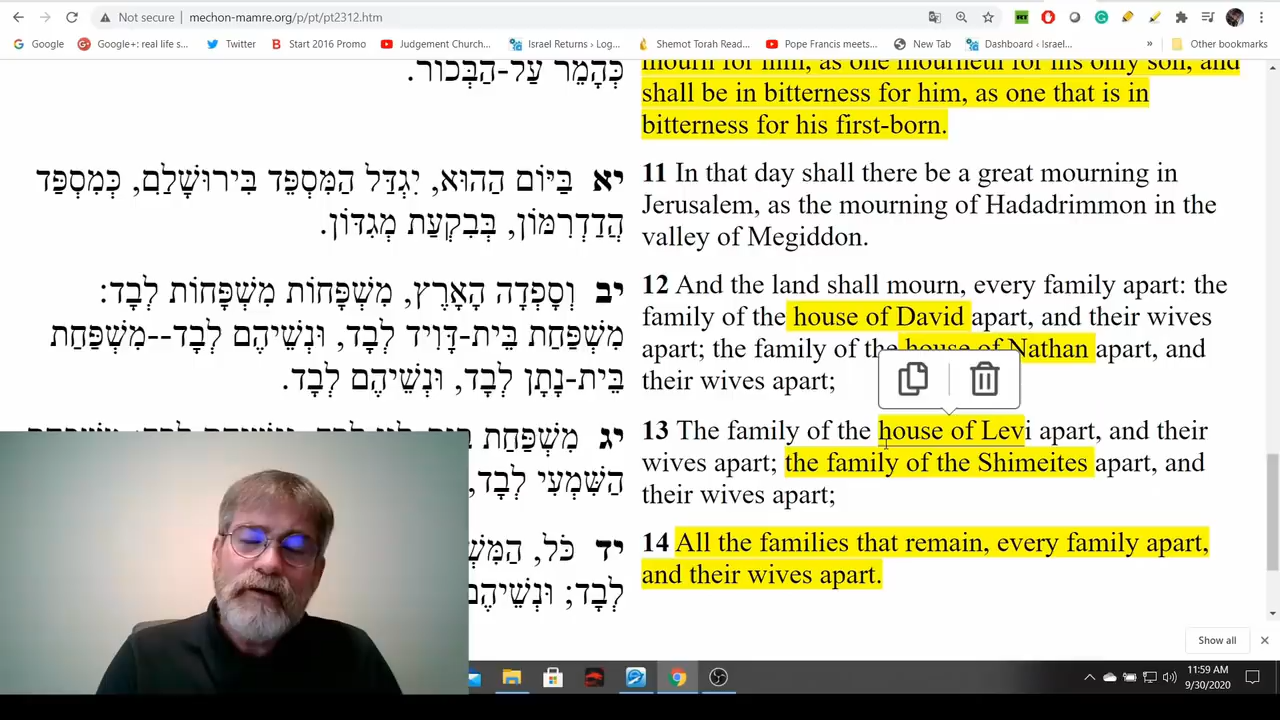 Not secure | mechon-mamre.org/p/pt/pt2312.htm
Google Google+: real life s... Twitter Start 2016 Promo Judgement Church... Israel Returns › Log... Shemot Torah Read... Pope Francis meets... New Tab Dashboard ‹ Israel... » Other bookmarks
כְּהָמֵר עַל-הַבְּכוֹר.
יא בַּיּוֹם הַהוּא, יִגְדַּל הַמִּסְפֵּד בִּירוּשָׁלִַם, כְּמִסְפַּד
הֲדַדְרִמּוֹן, בְּבִקְעַת מְגִדּוֹן.
יב וְסָפְדָה הָאָרֶץ, מִשְׁפָּחוֹת מִשְׁפָּחוֹת לְבָד:
מִשְׁפַּחַת בֵּית-דָּוִיד לְבָד, וּנְשֵׁיהֶם לְבָד--מִשְׁפַּחַת
בֵּית-נָתָן לְבָד, וּנְשֵׁיהֶם לְבָד.
יג מִשְׁפַּחַת
הַשִּׁמְעִי לְבָד,
יד כֹּל,
לְבָד; וּנְשֵׁיהֶם
mourn for him, as one mourneth for his only son, and
shall be in bitterness for him, as one that is in
bitterness for his first-born.
11 In that day shall there be a great mourning in
Jerusalem, as the mourning of Hadadrimmon in the
valley of Megiddon.
12 And the land shall mourn, every family apart: the
family of the house of David apart, and their wives
apart; the family of the house of Nathan apart, and
their wives apart;
13 The family of the house of Levi apart, and their
wives apart; the family of the Shimeites apart, and
their wives apart;
14 All the families that remain, every family apart,
and their wives apart.
Show all
11:59 AM
9/30/2020